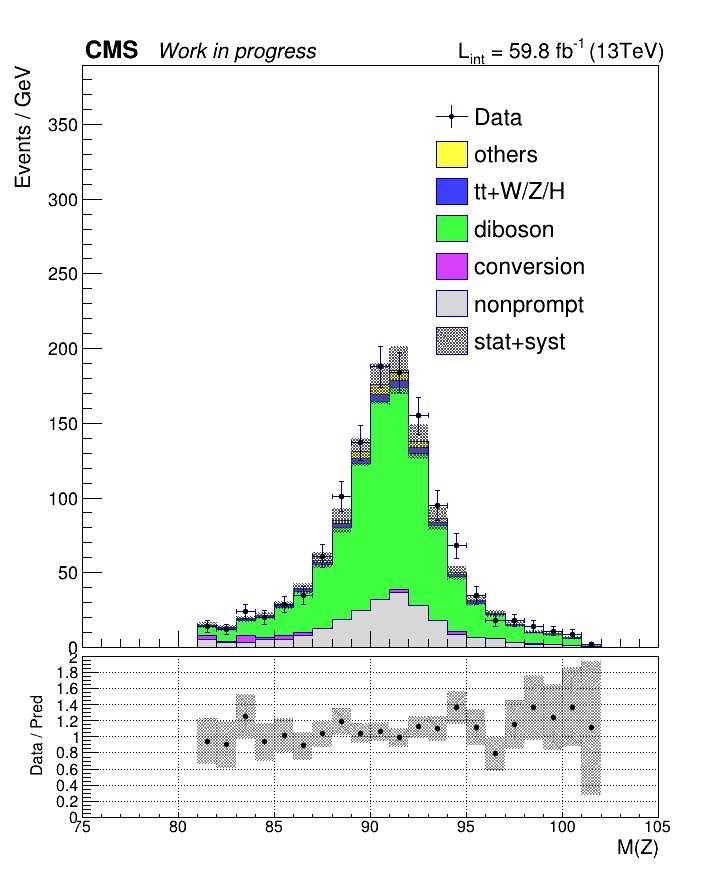 CMS Work in progress L_int = 59.8 fb⁻¹ (13TeV)
Events / GeV
350
300
250
200
150
100
50
0
Data
others
tt+W/Z/H
diboson
conversion
nonprompt
stat+syst
Data / Pred
2
1.8
1.6
1.4
1.2
1
0.8
0.6
0.4
0.2
0
75 80 85 90 95 100 105
M(Z)